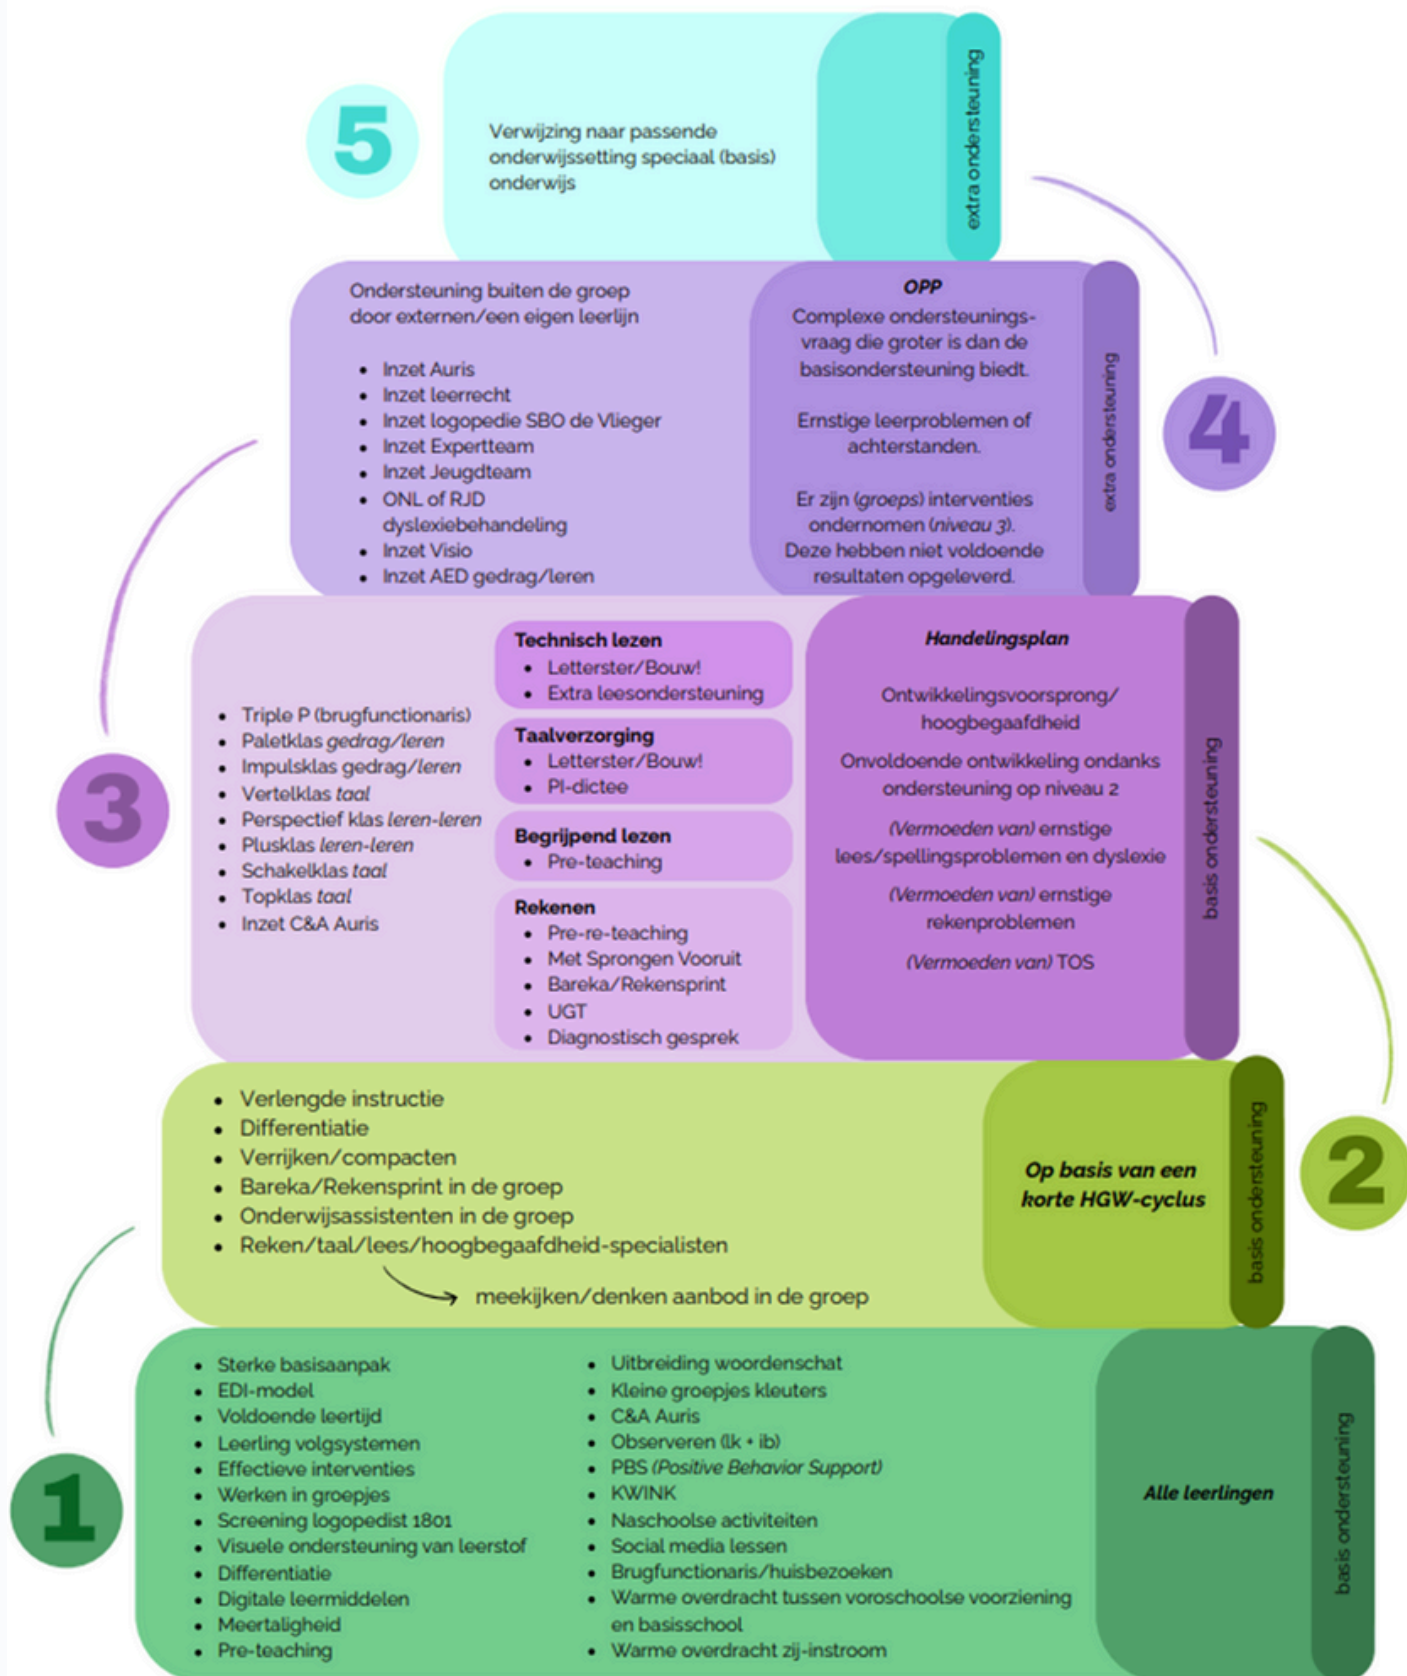 5
Verwijzing naar passende
onderwijssetting speciaal (basis)
onderwijs
extra ondersteuning
4
Ondersteuning buiten de groep
door externen/een eigen leerlijn
• Inzet Auris
• Inzet leerrecht
• Inzet logopedie SBO de Vlieger
• Inzet Expertteam
• Inzet Jeugdteam
• ONL of RJD
dyslexiebehandeling
• Inzet Visio
• Inzet AED gedrag/leren
OPP
Complexe ondersteunings-
vraag die groter is dan de
basisondersteuning biedt.
Ernstige leerproblemen of
achterstanden.
Er zijn (groeps) interventies
ondernomen (niveau 3).
Deze hebben niet voldoende
resultaten opgeleverd.
extra ondersteuning
3
• Triple P (brugfunctionaris)
• Paletklas gedrag/leren
• Impulsklas gedrag/leren
• Vertelklas taal
• Perspectief klas leren-leren
• Plusklas leren-leren
• Schakelklas taal
• Topklas taal
• Inzet C&A Auris
Technisch lezen
• Letterster/Bouw!
• Extra leesondersteuning
Taalverzorging
• Letterster/Bouw!
• PI-dictee
Begrijpend lezen
• Pre-teaching
Rekenen
• Pre-re-teaching
• Met Sprongen Vooruit
• Bareka/Rekensprint
• UGT
• Diagnostisch gesprek
Handelingsplan
Ontwikkelingsvoorsprong/
hoogbegaafdheid
Onvoldoende ontwikkeling ondanks
ondersteuning op niveau 2
(Vermoeden van) ernstige
lees/spellingsproblemen en dyslexie
(Vermoeden van) ernstige
rekenproblemen
(Vermoeden van) TOS
basis ondersteuning
2
• Verlengde instructie
• Differentiatie
• Verrijken/compacten
• Bareka/Rekensprint in de groep
• Onderwijsassistenten in de groep
• Reken/taal/lees/hoogbegaafdheid-specialisten
meekijken/denken aanbod in de groep
Op basis van een
korte HGW-cyclus
basis ondersteuning
1
• Sterke basisaanpak
• EDI-model
• Voldoende leertijd
• Leerling volgsystemen
• Effectieve interventies
• Werken in groepjes
• Screening logopedist 1801
• Visuele ondersteuning van leerstof
• Differentiatie
• Digitale leermiddelen
• Meertaligheid
• Pre-teaching
• Uitbreiding woordenschat
• Kleine groepjes kleuters
• C&A Auris
• Observeren (lk + ib)
• PBS (Positive Behavior Support)
• KWINK
• Naschoolse activiteiten
• Social media lessen
• Brugfunctionaris/huisbezoeken
• Warme overdracht tussen voroschoolse voorziening
en basisschool
• Warme overdracht zij-instroom
Alle leerlingen
basis ondersteuning